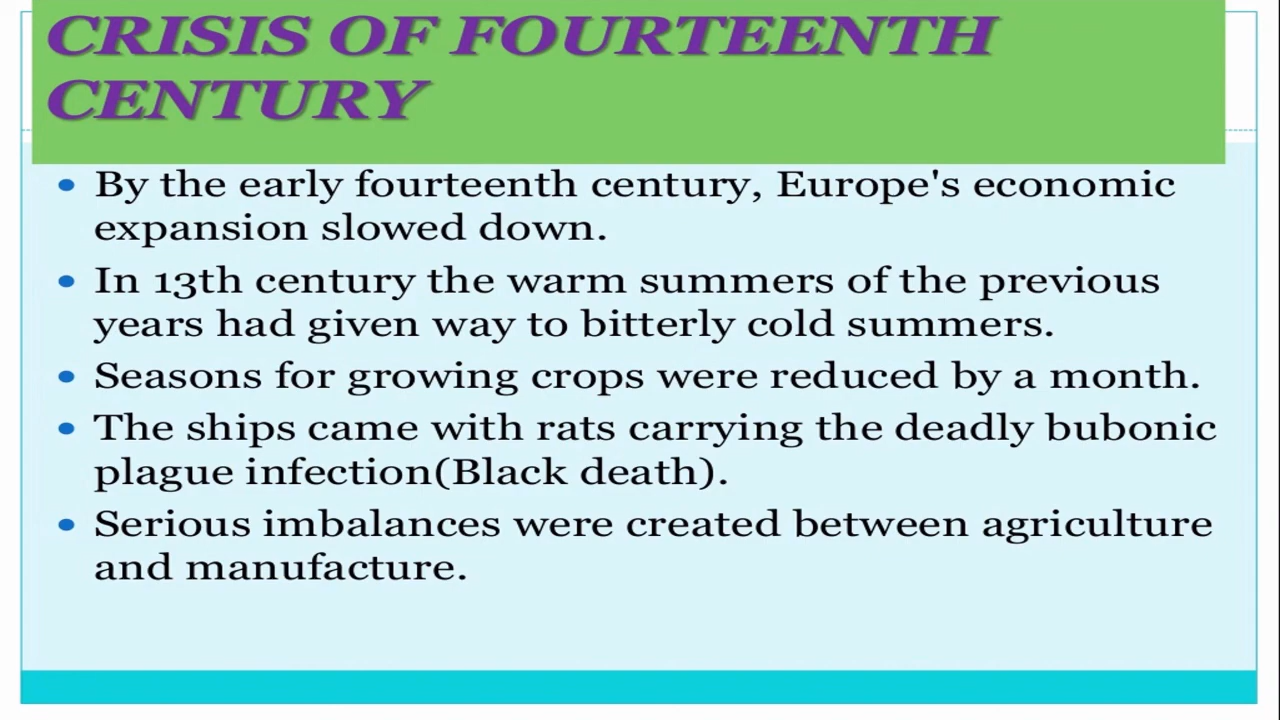 CRISIS OF FOURTEENTH
CENTURY
• By the early fourteenth century, Europe's economic
expansion slowed down.
• In 13th century the warm summers of the previous
years had given way to bitterly cold summers.
• Seasons for growing crops were reduced by a month.
• The ships came with rats carrying the deadly bubonic
plague infection(Black death).
• Serious imbalances were created between agriculture
and manufacture.